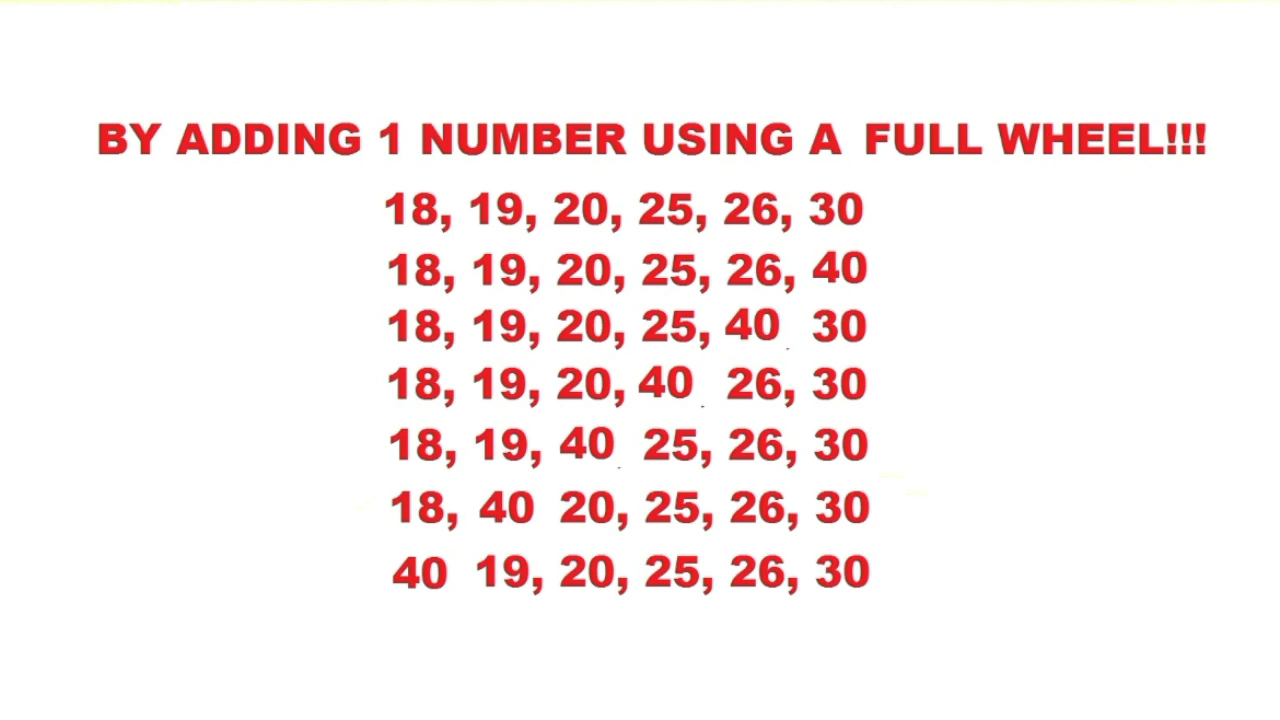 BY ADDING 1 NUMBER USING A FULL WHEEL!!!
18, 19, 20, 25, 26, 30
18, 19, 20, 25, 26, 40
18, 19, 20, 25, 40 30
18, 19, 20, 40 26, 30
18, 19, 40 25, 26, 30
18, 40 20, 25, 26, 30
40 19, 20, 25, 26, 30